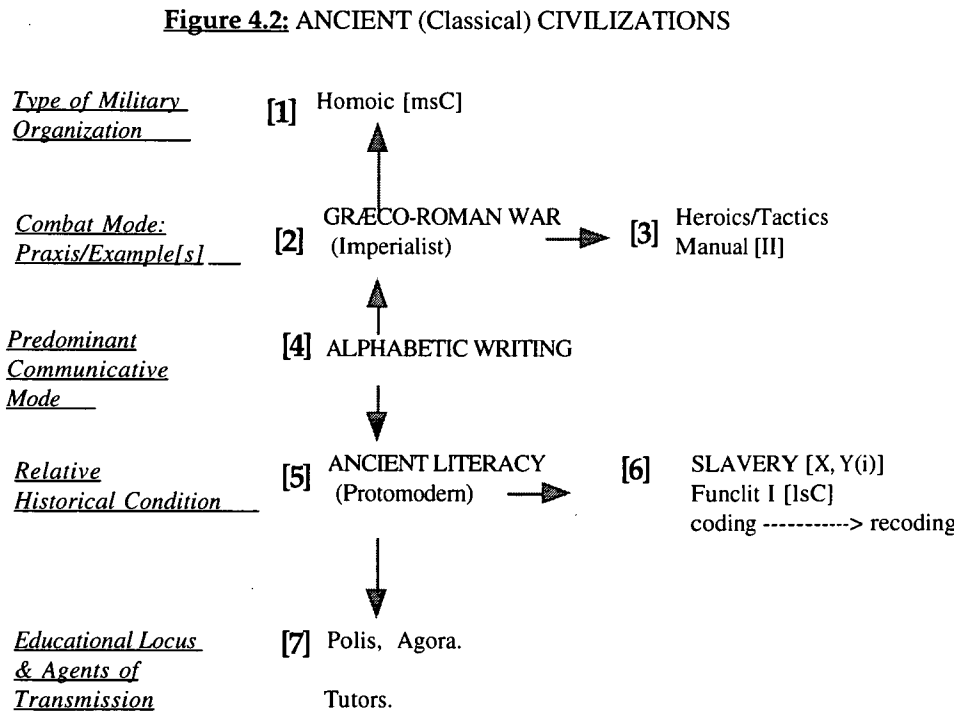 Figure 4.2: ANCIENT (Classical) CIVILIZATIONS
Type of Military
Organization
[1] Homoic [msC]
Combat Mode:
Praxis/Example[s]
[2] GRÆCO-ROMAN WAR
(Imperialist)
[3] Heroics/Tactics
Manual [II]
Predominant
Communicative
Mode
[4] ALPHABETIC WRITING
Relative
Historical Condition
[5] ANCIENT LITERACY
(Protomodern)
[6] SLAVERY [X, Y(i)]
Funclit I [lsC]
coding -----------> recoding
Educational Locus
& Agents of
Transmission
[7] Polis, Agora.
Tutors.